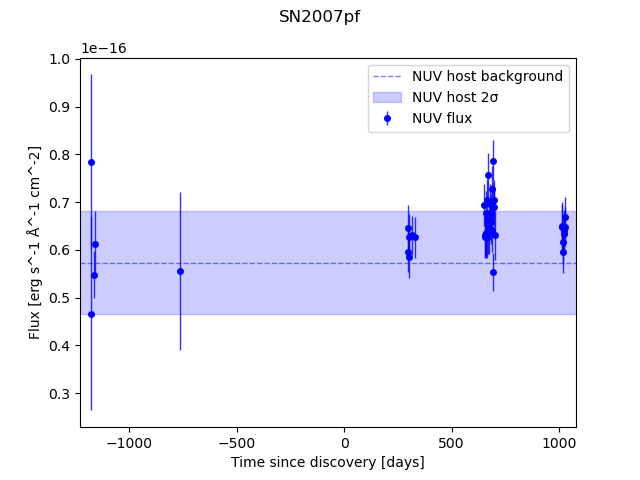 SN2007pf
1e−16
NUV host background
NUV host 2σ
NUV flux
1.0
0.9
0.8
0.7
0.6
0.5
0.4
0.3
Flux [erg s^-1 Å^-1 cm^-2]
−1000
−500
0
500
1000
Time since discovery [days]